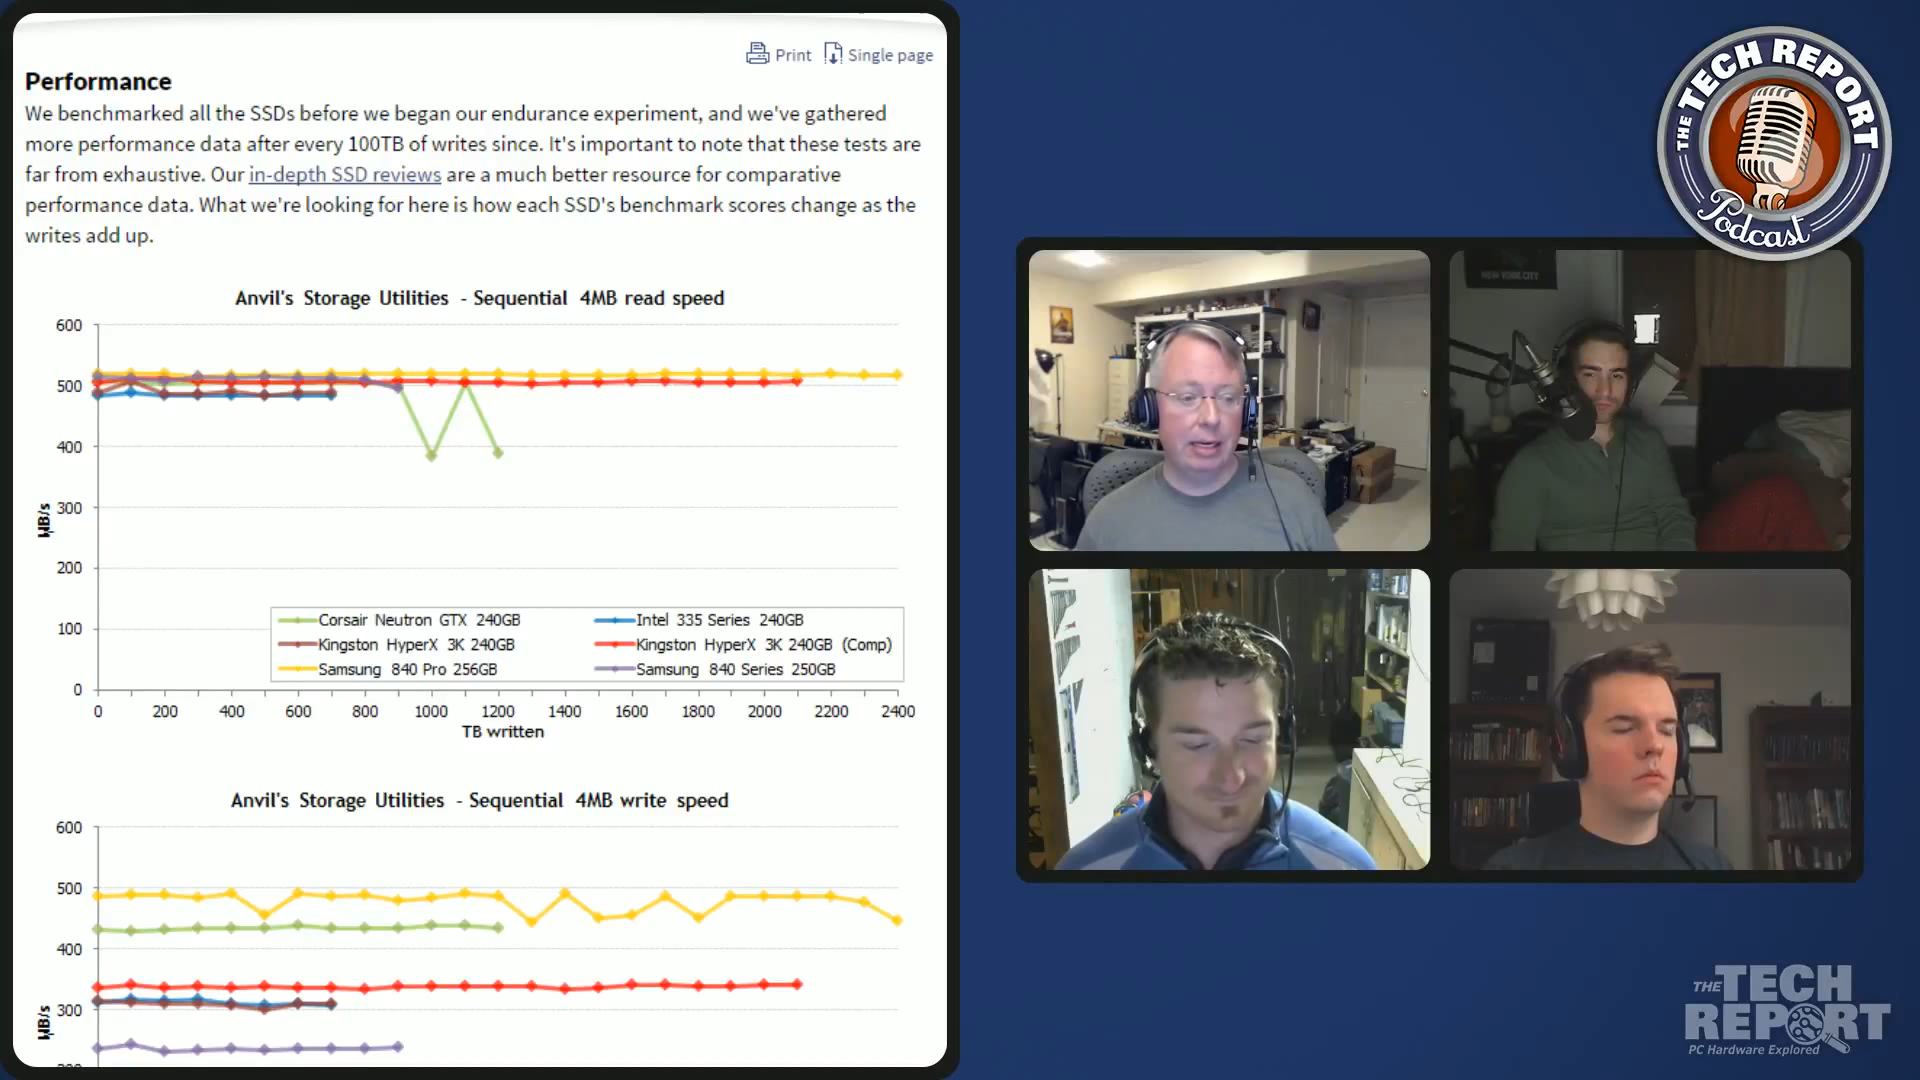 Print
Single page
Performance
We benchmarked all the SSDs before we began our endurance experiment, and we've gathered
more performance data after every 100TB of writes since. It's important to note that these tests are
far from exhaustive. Our in-depth SSD reviews are a much better resource for comparative
performance data. What we're looking for here is how each SSD's benchmark scores change as the
writes add up.
Anvil's Storage Utilities - Sequential 4MB read speed
600
500
400
300
200
100
0
MB/s
Corsair Neutron GTX 240GB
Intel 335 Series 240GB
Kingston HyperX 3K 240GB
Kingston HyperX 3K 240GB (Comp)
Samsung 840 Pro 256GB
Samsung 840 Series 250GB
0 200 400 600 800 1000 1200 1400 1600 1800 2000 2200 2400
TB written
Anvil's Storage Utilities - Sequential 4MB write speed
600
500
400
300
MB/s
THE TECH REPORT
Podcast
NEW YORK CITY
THE TECH
REPORT
PC Hardware Explored